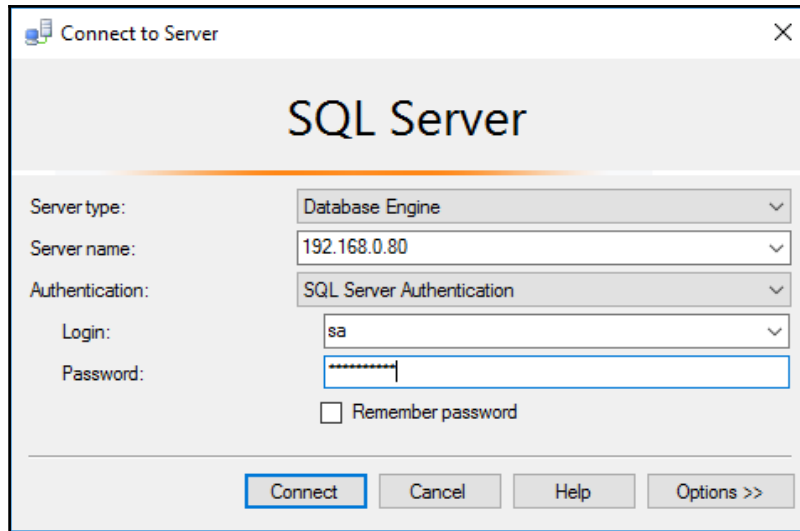 Connect to Server
SQL Server
Server type: Database Engine
Server name: 192.168.0.80
Authentication: SQL Server Authentication
Login: sa
Password: **********
Remember password
Connect Cancel Help Options >>